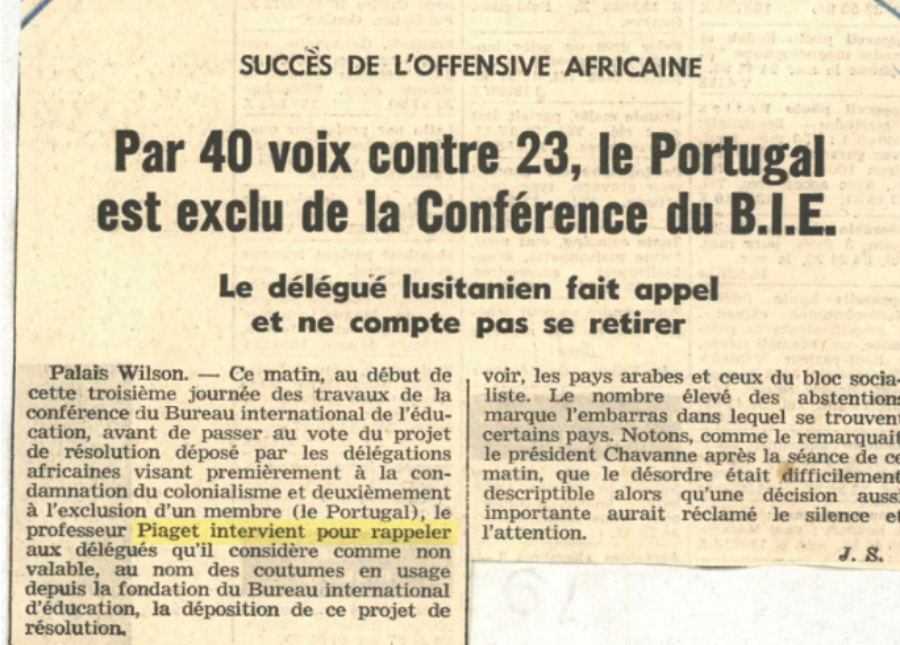 SUCCÈS DE L'OFFENSIVE AFRICAINE
Par 40 voix contre 23, le Portugal
est exclu de la Conférence du B.I.E.
Le délégué lusitanien fait appel
et ne compte pas se retirer
Palais Wilson. — Ce matin, au début de
cette troisième journée des travaux de la
conférence du Bureau international de l'édu-
cation, avant de passer au vote du projet
de résolution déposé par les délégations
africaines visant premièrement à la con-
damnation du colonialisme et deuxièmement
à l'exclusion d'un membre (le Portugal), le
professeur Piaget intervient pour rappeler
aux délégués qu'il considère comme non
valable, au nom des coutumes en usage
depuis la fondation du Bureau international
d'éducation, la déposition de ce projet de
résolution.
voir, les pays arabes et ceux du bloc socia-
liste. Le nombre élevé des abstentions
marque l'embarras dans lequel se trouvent
certains pays. Notons, comme le remarquait
le président Chavanne après la séance de ce
matin, que le désordre était difficilement
descriptible alors qu'une décision aussi
importante aurait réclamé le silence et
l'attention.
J. S.